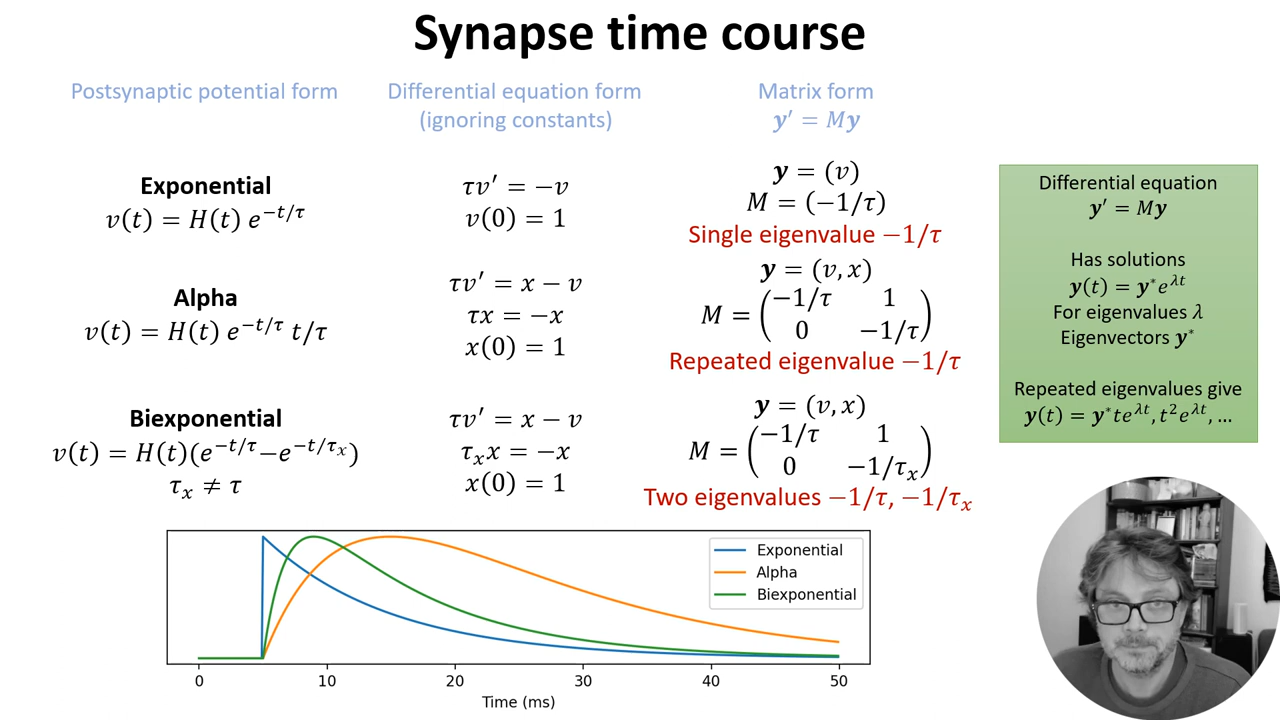 Synapse time course
Postsynaptic potential form
Differential equation form
(ignoring constants)
Matrix form
𝒚′ = 𝑀𝒚
Exponential
𝑣(𝑡) = 𝐻(𝑡) 𝑒^{−𝑡/𝜏}
𝜏𝑣′ = −𝑣
𝑣(0) = 1
𝒚 = (𝑣)
𝑀 = (−1/𝜏)
Single eigenvalue −1/𝜏
Alpha
𝑣(𝑡) = 𝐻(𝑡) 𝑒^{−𝑡/𝜏} 𝑡/𝜏
𝜏𝑣′ = 𝑥 − 𝑣
𝜏𝑥 = −𝑥
𝑥(0) = 1
𝒚 = (𝑣, 𝑥)
𝑀 = (−1/𝜏 1
0 −1/𝜏)
Repeated eigenvalue −1/𝜏
Biexponential
𝑣(𝑡) = 𝐻(𝑡)(𝑒^{−𝑡/𝜏}−𝑒^{−𝑡/𝜏_𝑥})
𝜏_𝑥 ≠ 𝜏
𝜏𝑣′ = 𝑥 − 𝑣
𝜏_𝑥𝑥 = −𝑥
𝑥(0) = 1
𝒚 = (𝑣, 𝑥)
𝑀 = (−1/𝜏 1
0 −1/𝜏_𝑥)
Two eigenvalues −1/𝜏, −1/𝜏_𝑥
Differential equation
𝒚′ = 𝑀𝒚
Has solutions
𝒚(𝑡) = 𝒚^*𝑒^{𝜆𝑡}
For eigenvalues 𝜆
Eigenvectors 𝒚^*
Repeated eigenvalues give
𝒚(𝑡) = 𝒚^*𝑡𝑒^{𝜆𝑡}, 𝑡^2𝑒^{𝜆𝑡}, …
Exponential
Alpha
Biexponential
0 10 20 30 40 50
Time (ms)